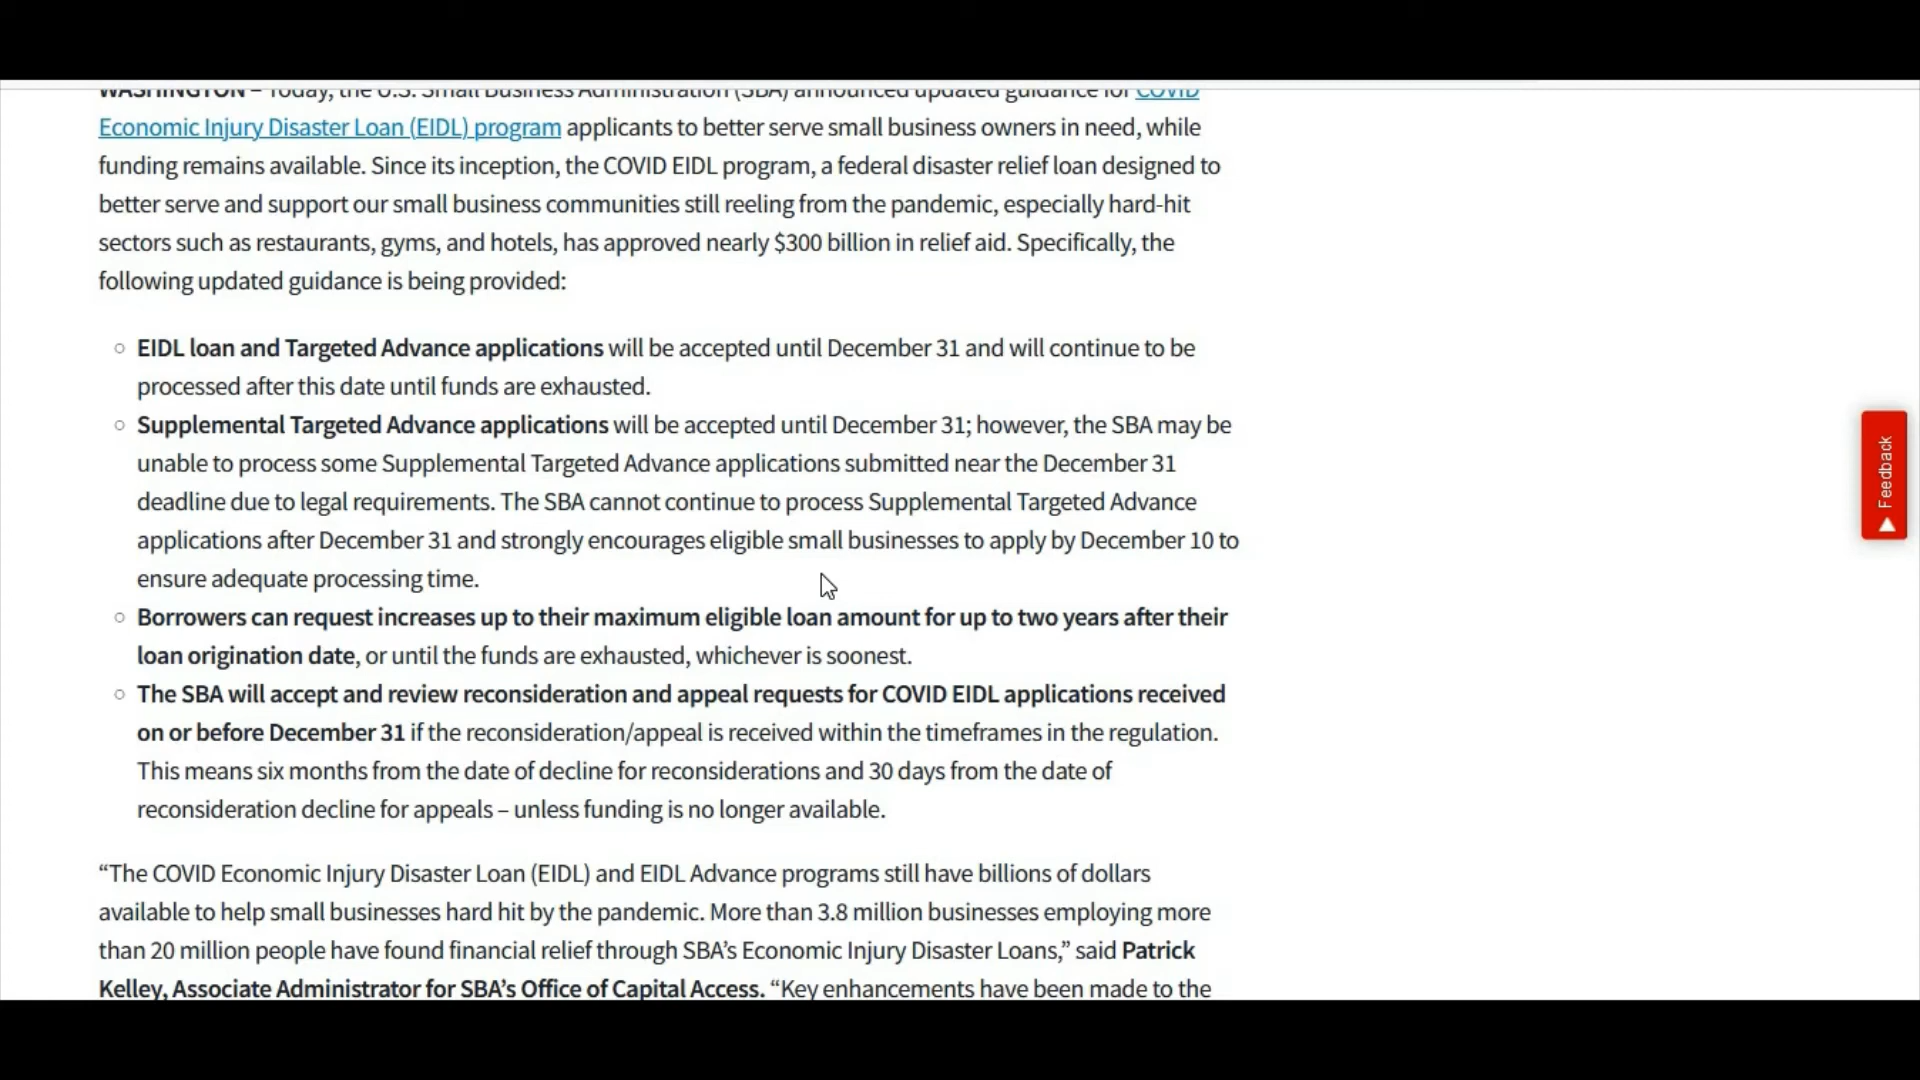 WASHINGTON – Today, the U.S. Small Business Administration (SBA) announced updated guidance for COVID
Economic Injury Disaster Loan (EIDL) program applicants to better serve small business owners in need, while
funding remains available. Since its inception, the COVID EIDL program, a federal disaster relief loan designed to
better serve and support our small business communities still reeling from the pandemic, especially hard-hit
sectors such as restaurants, gyms, and hotels, has approved nearly $300 billion in relief aid. Specifically, the
following updated guidance is being provided:
EIDL loan and Targeted Advance applications will be accepted until December 31 and will continue to be
processed after this date until funds are exhausted.
Supplemental Targeted Advance applications will be accepted until December 31; however, the SBA may be
unable to process some Supplemental Targeted Advance applications submitted near the December 31
deadline due to legal requirements. The SBA cannot continue to process Supplemental Targeted Advance
applications after December 31 and strongly encourages eligible small businesses to apply by December 10 to
ensure adequate processing time.
Borrowers can request increases up to their maximum eligible loan amount for up to two years after their
loan origination date, or until the funds are exhausted, whichever is soonest.
The SBA will accept and review reconsideration and appeal requests for COVID EIDL applications received
on or before December 31 if the reconsideration/appeal is received within the timeframes in the regulation.
This means six months from the date of decline for reconsiderations and 30 days from the date of
reconsideration decline for appeals – unless funding is no longer available.
“The COVID Economic Injury Disaster Loan (EIDL) and EIDL Advance programs still have billions of dollars
available to help small businesses hard hit by the pandemic. More than 3.8 million businesses employing more
than 20 million people have found financial relief through SBA’s Economic Injury Disaster Loans,” said Patrick
Kelley, Associate Administrator for SBA’s Office of Capital Access. “Key enhancements have been made to the
Feedback